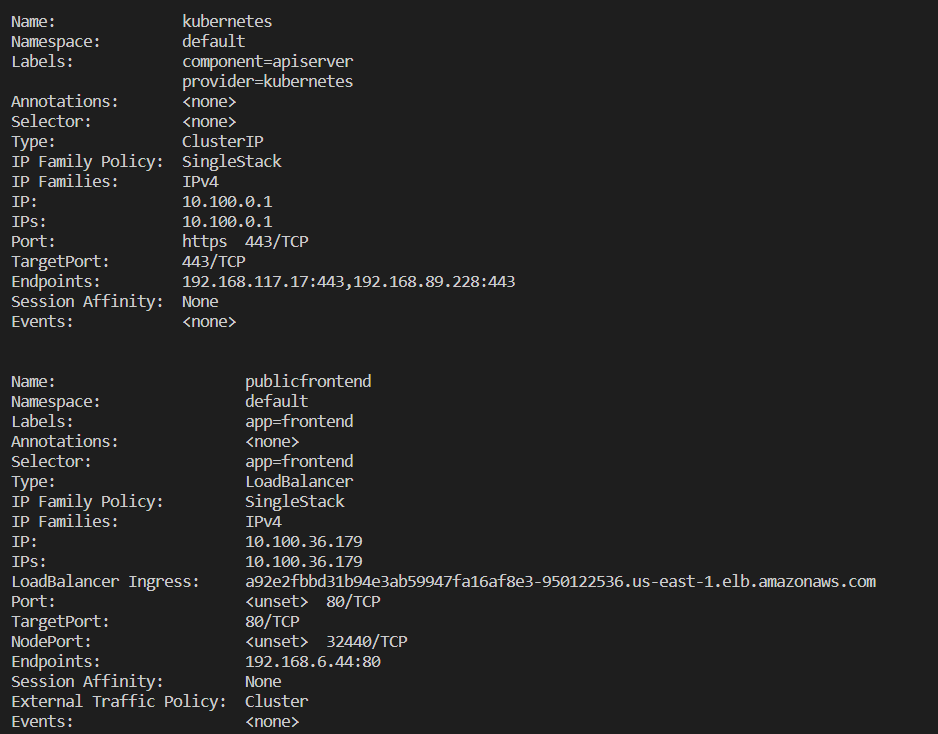 Name:              kubernetes
Namespace:         default
Labels:            component=apiserver
                   provider=kubernetes
Annotations:       <none>
Selector:          <none>
Type:              ClusterIP
IP Family Policy:  SingleStack
IP Families:       IPv4
IP:                10.100.0.1
IPs:               10.100.0.1
Port:              https  443/TCP
TargetPort:        443/TCP
Endpoints:         192.168.117.17:443,192.168.89.228:443
Session Affinity:  None
Events:            <none>
Name:                     publicfrontend
Namespace:                default
Labels:                   app=frontend
Annotations:              <none>
Selector:                 app=frontend
Type:                     LoadBalancer
IP Family Policy:         SingleStack
IP Families:              IPv4
IP:                       10.100.36.179
IPs:                      10.100.36.179
LoadBalancer Ingress:     a92e2fbbd31b94e3ab59947fa16af8e3-950122536.us-east-1.elb.amazonaws.com
Port:                     <unset>  80/TCP
TargetPort:               80/TCP
NodePort:                 <unset>  32440/TCP
Endpoints:                192.168.6.44:80
Session Affinity:         None
External Traffic Policy:  Cluster
Events:                   <none>